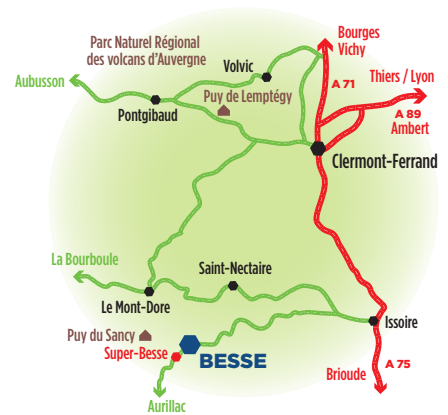 Bourges
Vichy
Parc Naturel Régional
des volcans d'Auvergne
Volvic
Thiers / Lyon
Aubusson
A 71
Puy de Lemptégy
Pontgibaud
A 89
Ambert
Clermont-Ferrand
La Bourboule
Saint-Nectaire
Le Mont-Dore
Issoire
Puy du Sancy
Super-Besse
BESSE
A 75
Brioude
Aurillac